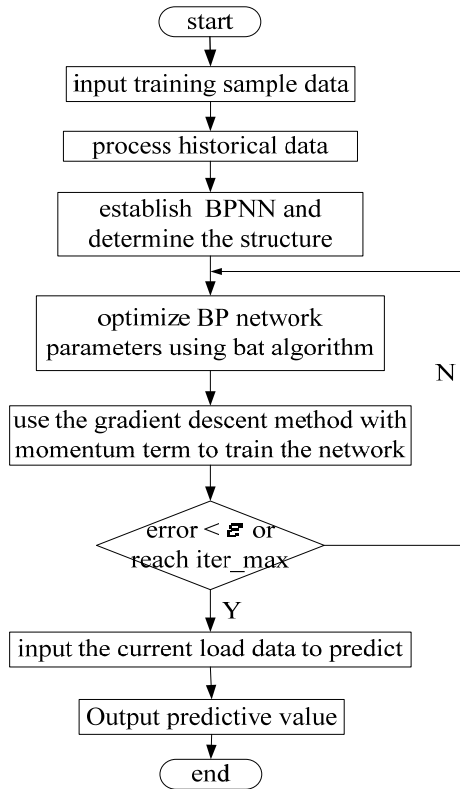 start
input training sample data
process historical data
establish BPNN and
determine the structure
optimize BP network
parameters using bat algorithm
N
use the gradient descent method with
momentum term to train the network
error < ε or
reach iter_max
Y
input the current load data to predict
Output predictive value
end